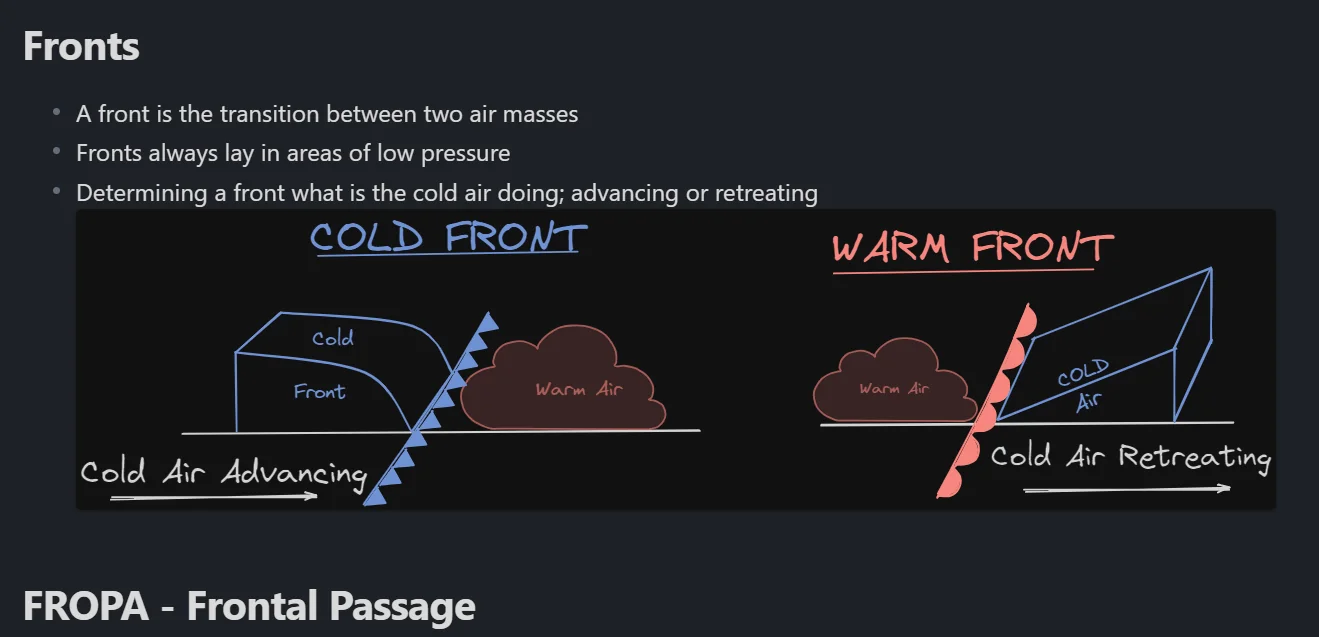 Fronts
A front is the transition between two air masses
Fronts always lay in areas of low pressure
Determining a front what is the cold air doing; advancing or retreating
COLD FRONT
Cold
Front
Warm Air
Cold Air Advancing
WARM FRONT
Warm Air
COLD
Air
Cold Air Retreating
FROPA - Frontal Passage